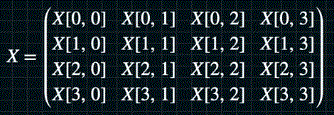 X[0, 0] X[0, 1] X[0, 2] X[0, 3]
X[1, 0] X[1, 1] X[1, 2] X[1, 3]
X =
X[2, 0] X[2, 1] X[2, 2] X[2, 3]
X[3, 0] X[3, 1] X[3, 2] X[3, 3]